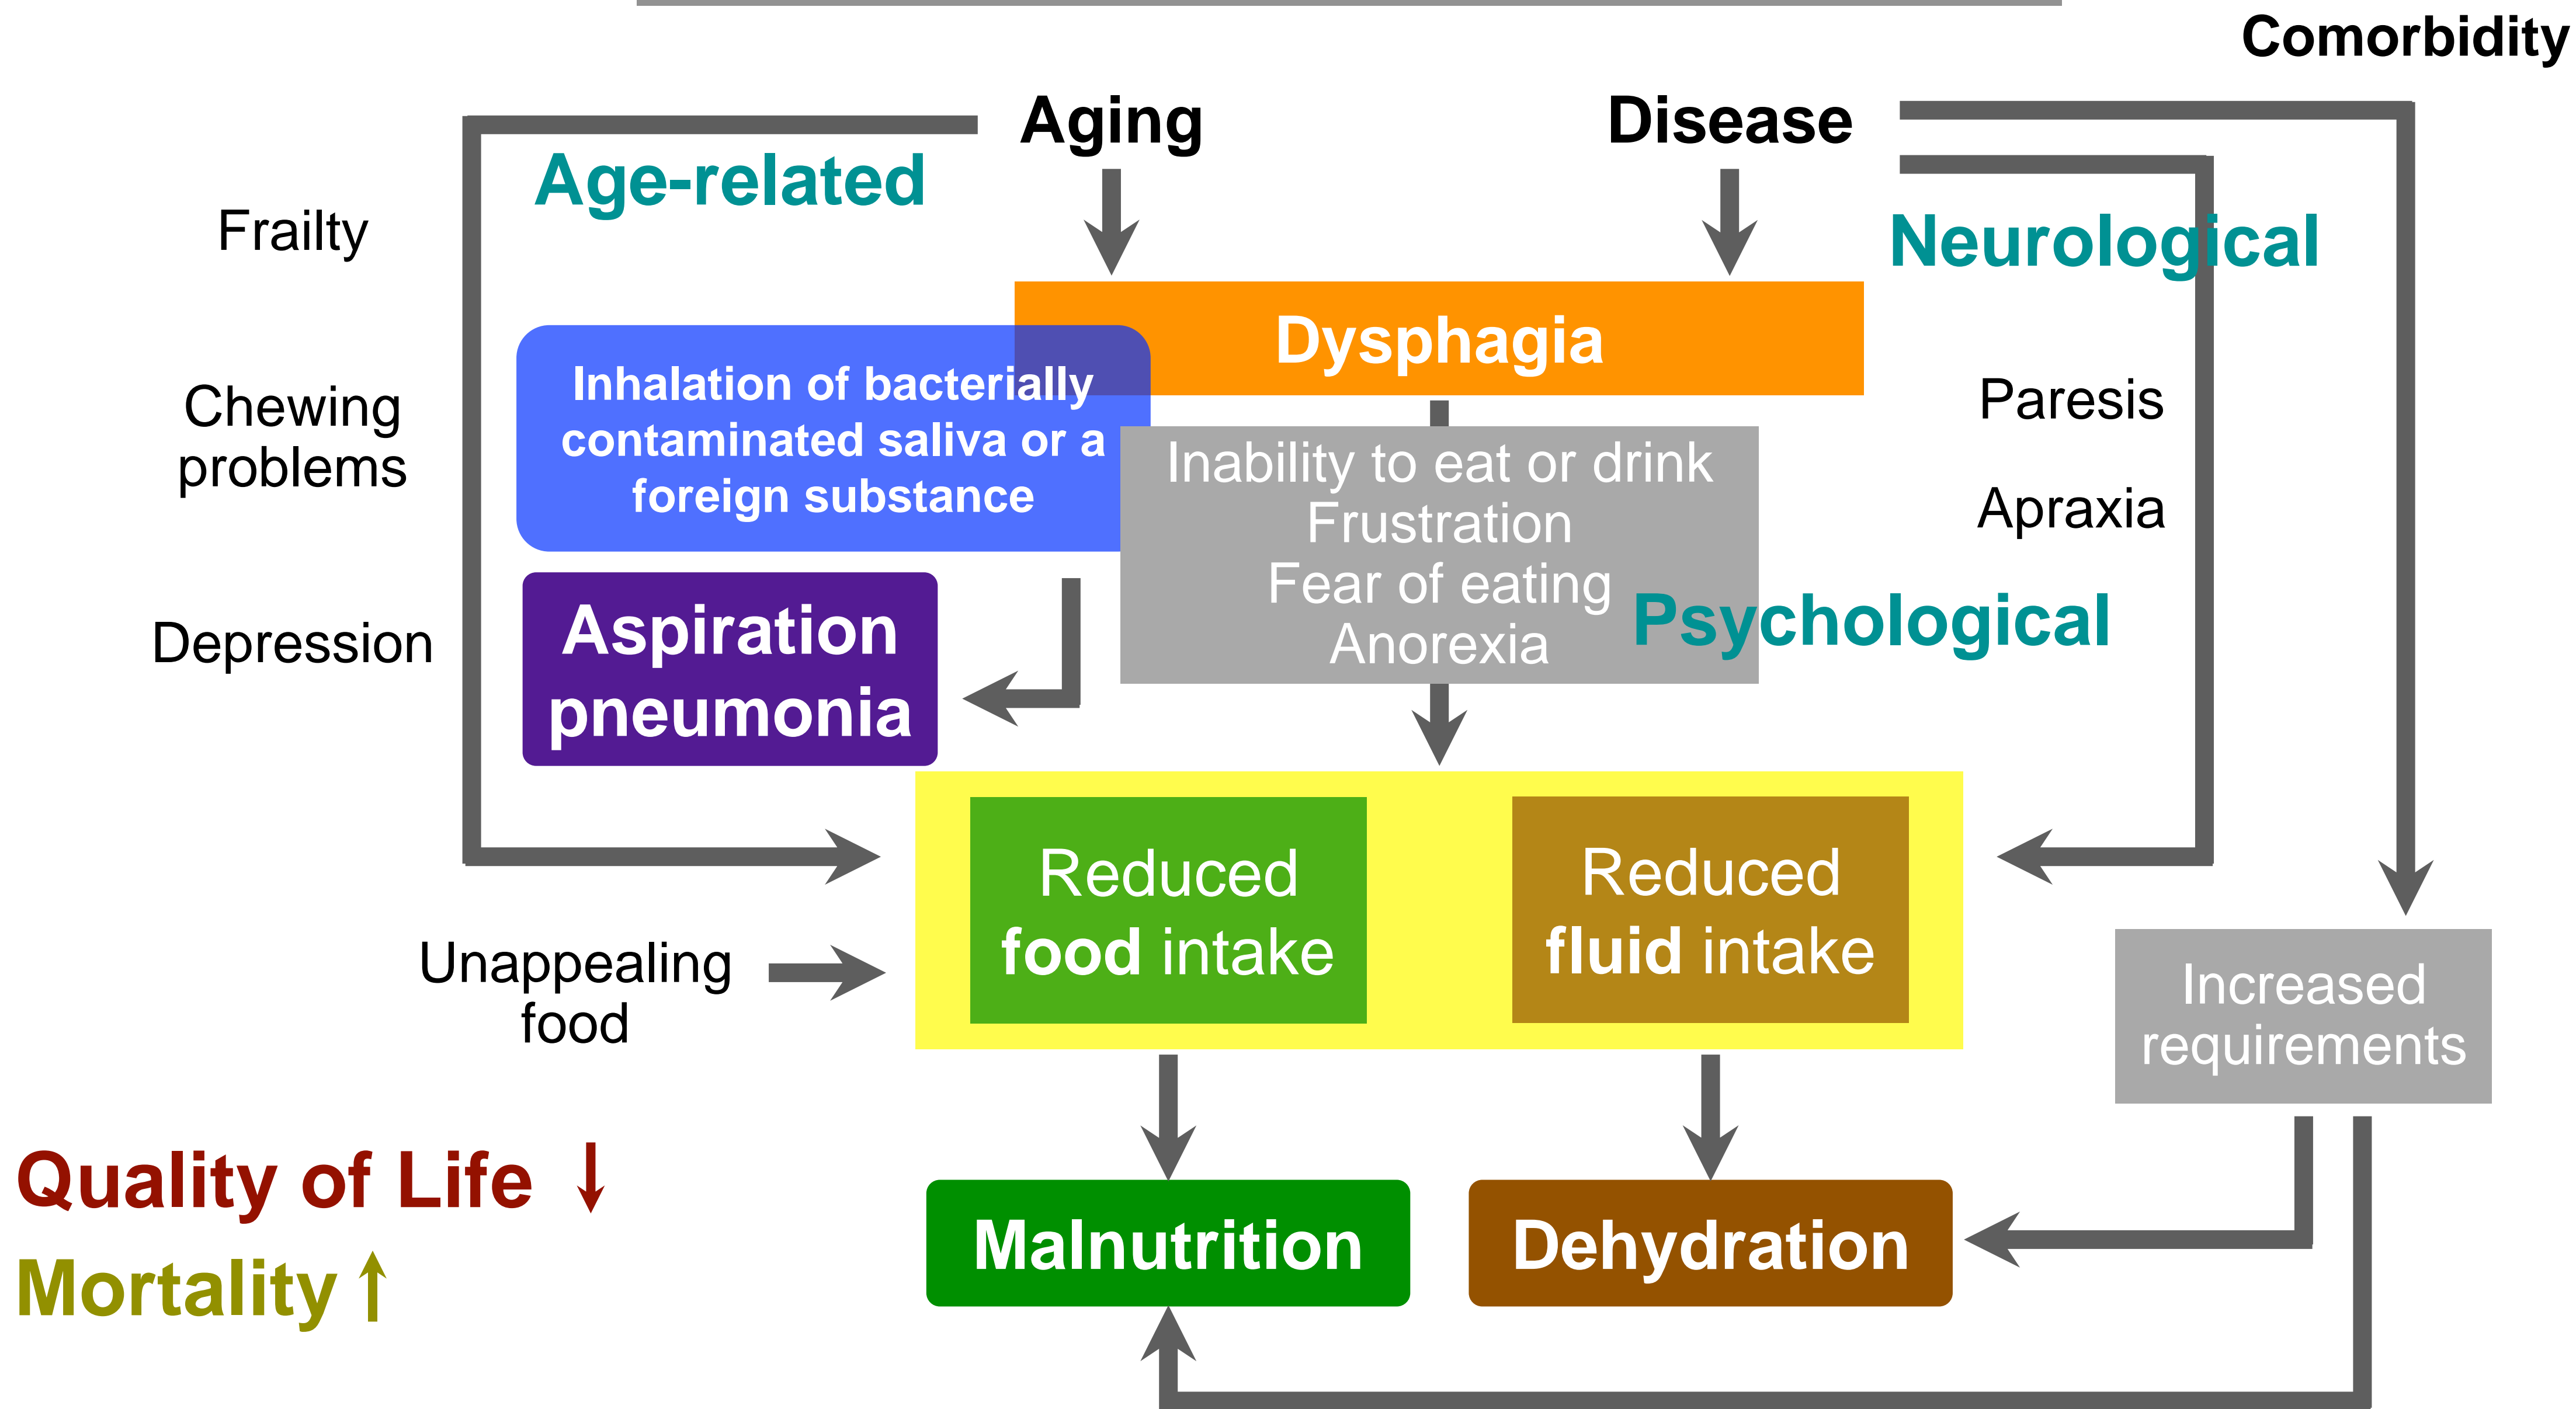 Comorbidity
Aging
Disease
Age-related
Frailty
Neurological
Dysphagia
Inhalation of bacterially
contaminated saliva or a
foreign substance
Chewing
problems
Paresis
Inability to eat or drink
Frustration
Fear of eating
Anorexia
Apraxia
Psychological
Depression
Aspiration
pneumonia
Reduced
food intake
Reduced
fluid intake
Unappealing
food
Increased
requirements
Quality of Life ↓
Mortality ↑
Malnutrition
Dehydration